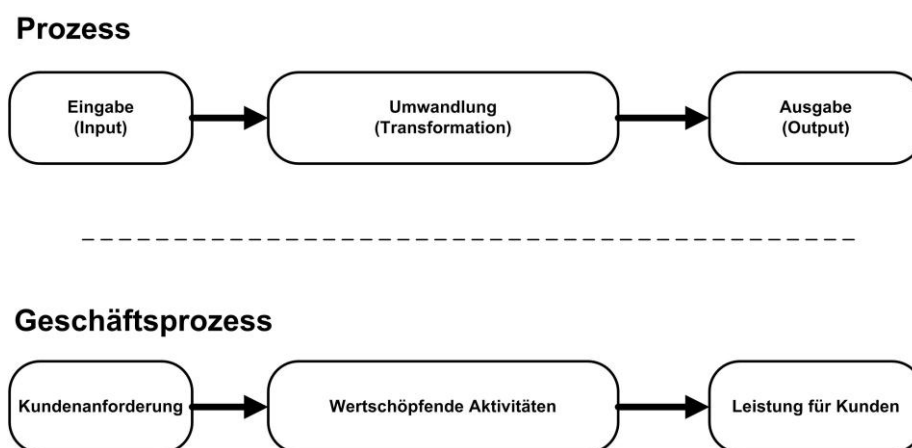 Prozess
Eingabe
(Input)
Umwandlung
(Transformation)
Ausgabe
(Output)
Geschäftsprozess
Kundenanforderung
Wertschöpfende Aktivitäten
Leistung für Kunden